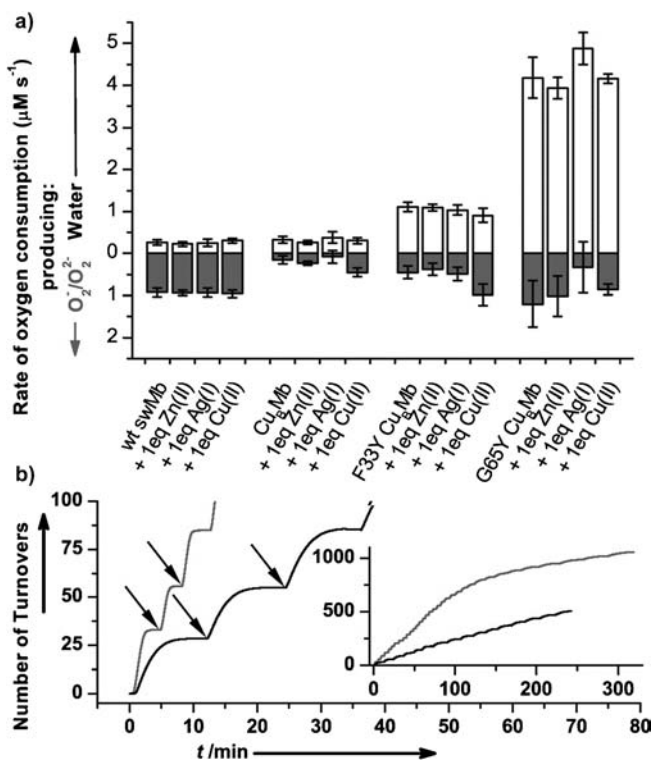 a)
Rate of oxygen consumption (μM s⁻¹)
producing:
O₂⁻/O₂²⁻ Water
5
4
3
2
1
0
1
2
wt swMb
+ 1eq Zn(II)
+ 1eq Ag(I)
+ 1eq Cu(II)
Cu_BMb
+ 1eq Zn(II)
+ 1eq Ag(I)
+ 1eq Cu(II)
F33Y Cu_BMb
+ 1eq Zn(II)
+ 1eq Ag(I)
+ 1eq Cu(II)
G65Y Cu_BMb
+ 1eq Zn(II)
+ 1eq Ag(I)
+ 1eq Cu(II)
b)
Number of Turnovers
100
75
50
25
0
1000
500
0
0 100 200 300
0 10 20 30 40 50 60 70 80
t /min